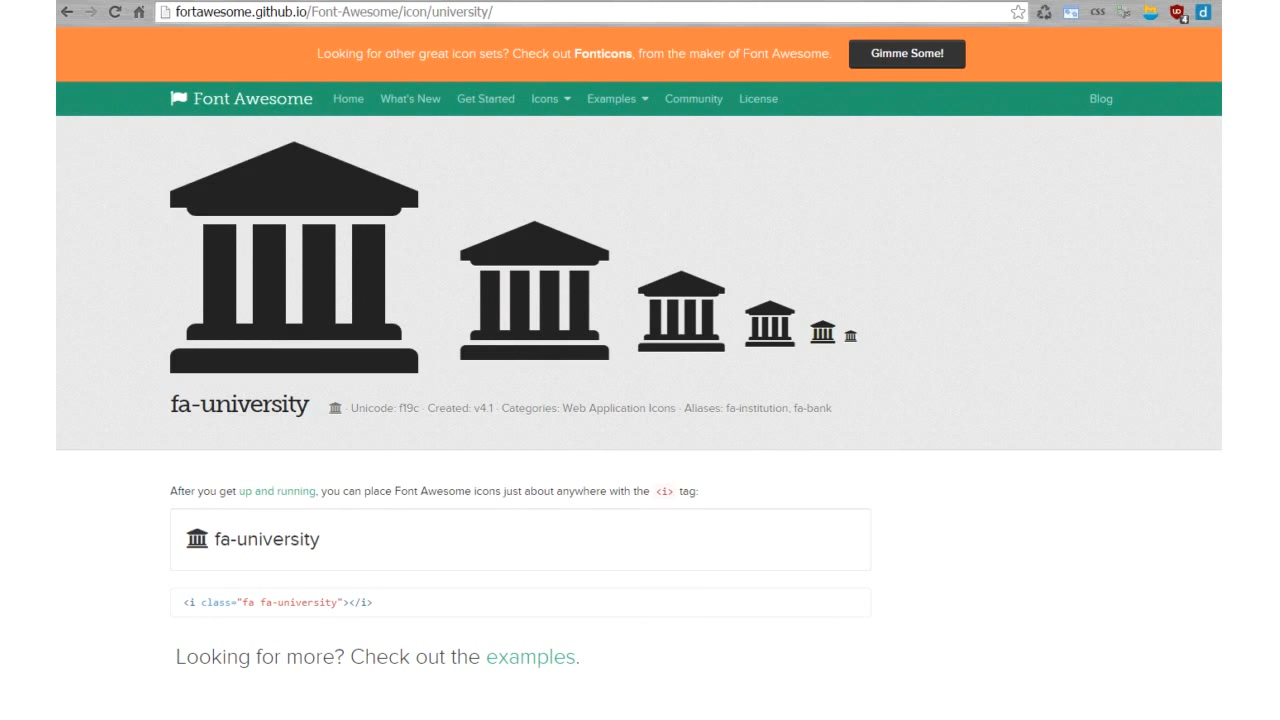 fortawesome.github.io/Font-Awesome/icon/university/
CSS
js
UD
4
d
Looking for other great icon sets? Check out Fonticons, from the maker of Font Awesome. Gimme Some!
Font Awesome Home What's New Get Started Icons Examples Community License Blog
fa-university · Unicode: f19c · Created: v4.1 · Categories: Web Application Icons · Aliases: fa-institution, fa-bank
After you get up and running, you can place Font Awesome icons just about anywhere with the <i> tag:
fa-university
<i class="fa fa-university"></i>
Looking for more? Check out the examples.